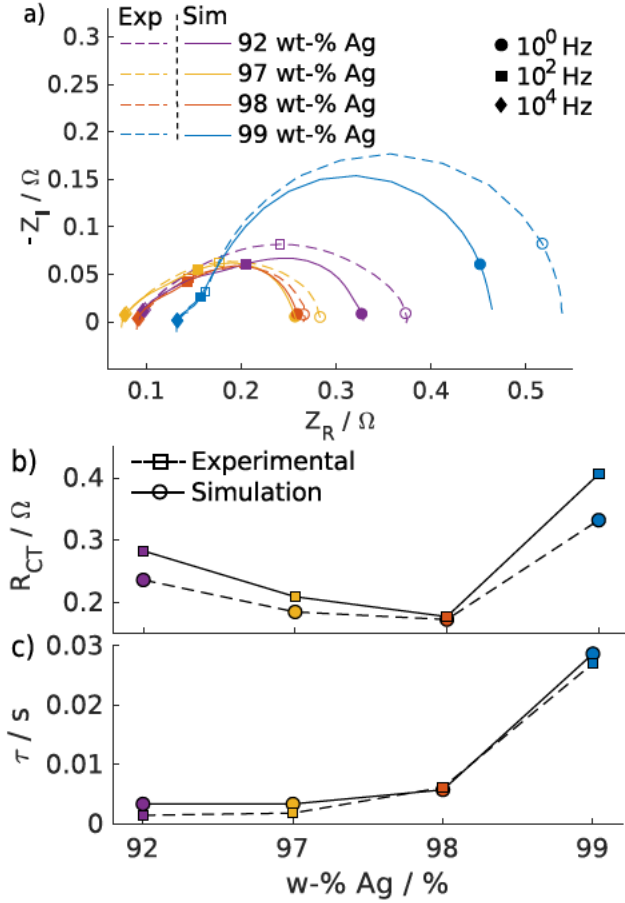 a)
Exp Sim
92 wt-% Ag
97 wt-% Ag
98 wt-% Ag
99 wt-% Ag
10⁰ Hz
10² Hz
10⁴ Hz
0.3
0.25
0.2
0.15
0.1
0.05
0
-Z_I / Ω
0.1 0.2 0.3 0.4 0.5
Z_R / Ω
b)
Experimental
Simulation
0.4
0.3
0.2
R_CT / Ω
c)
0.03
0.02
0.01
0
τ / s
92 97 98 99
w-% Ag / %